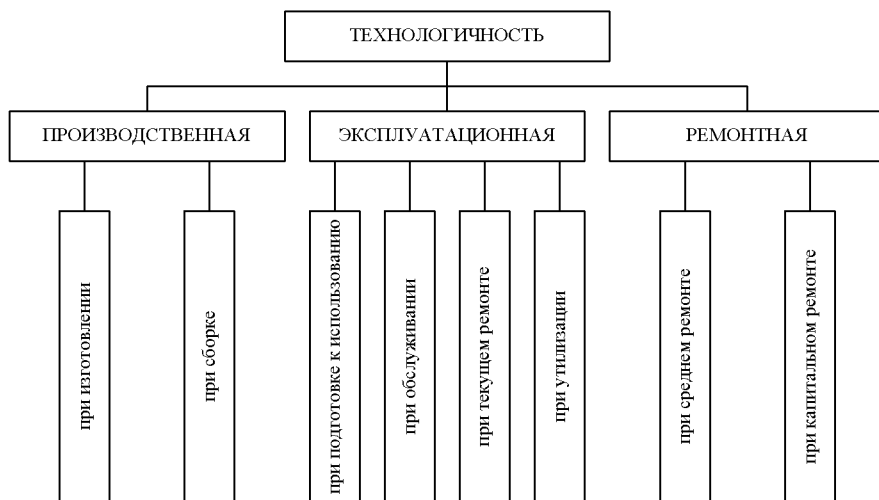 ТЕХНОЛОГИЧНОСТЬ
ПРОИЗВОДСТВЕННАЯ
ЭКСПЛУАТАЦИОННАЯ
РЕМОНТНАЯ
при изготовлении
при сборке
при подготовке к использованию
при обслуживании
при текущем ремонте
при утилизации
при среднем ремонте
при капитальном ремонте